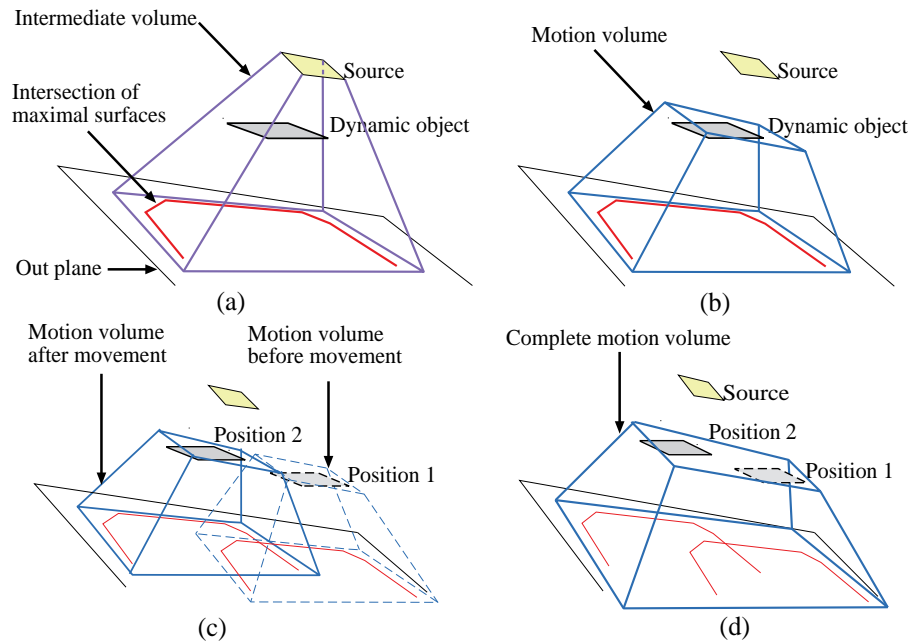 Intermediate volume
Source
Intersection of
maximal surfaces
Dynamic object
Out plane
(a)
Motion volume
Source
Dynamic object
(b)
Motion volume
after movement
Motion volume
before movement
Position 2
Position 1
(c)
Complete motion volume
Source
Position 2
Position 1
(d)